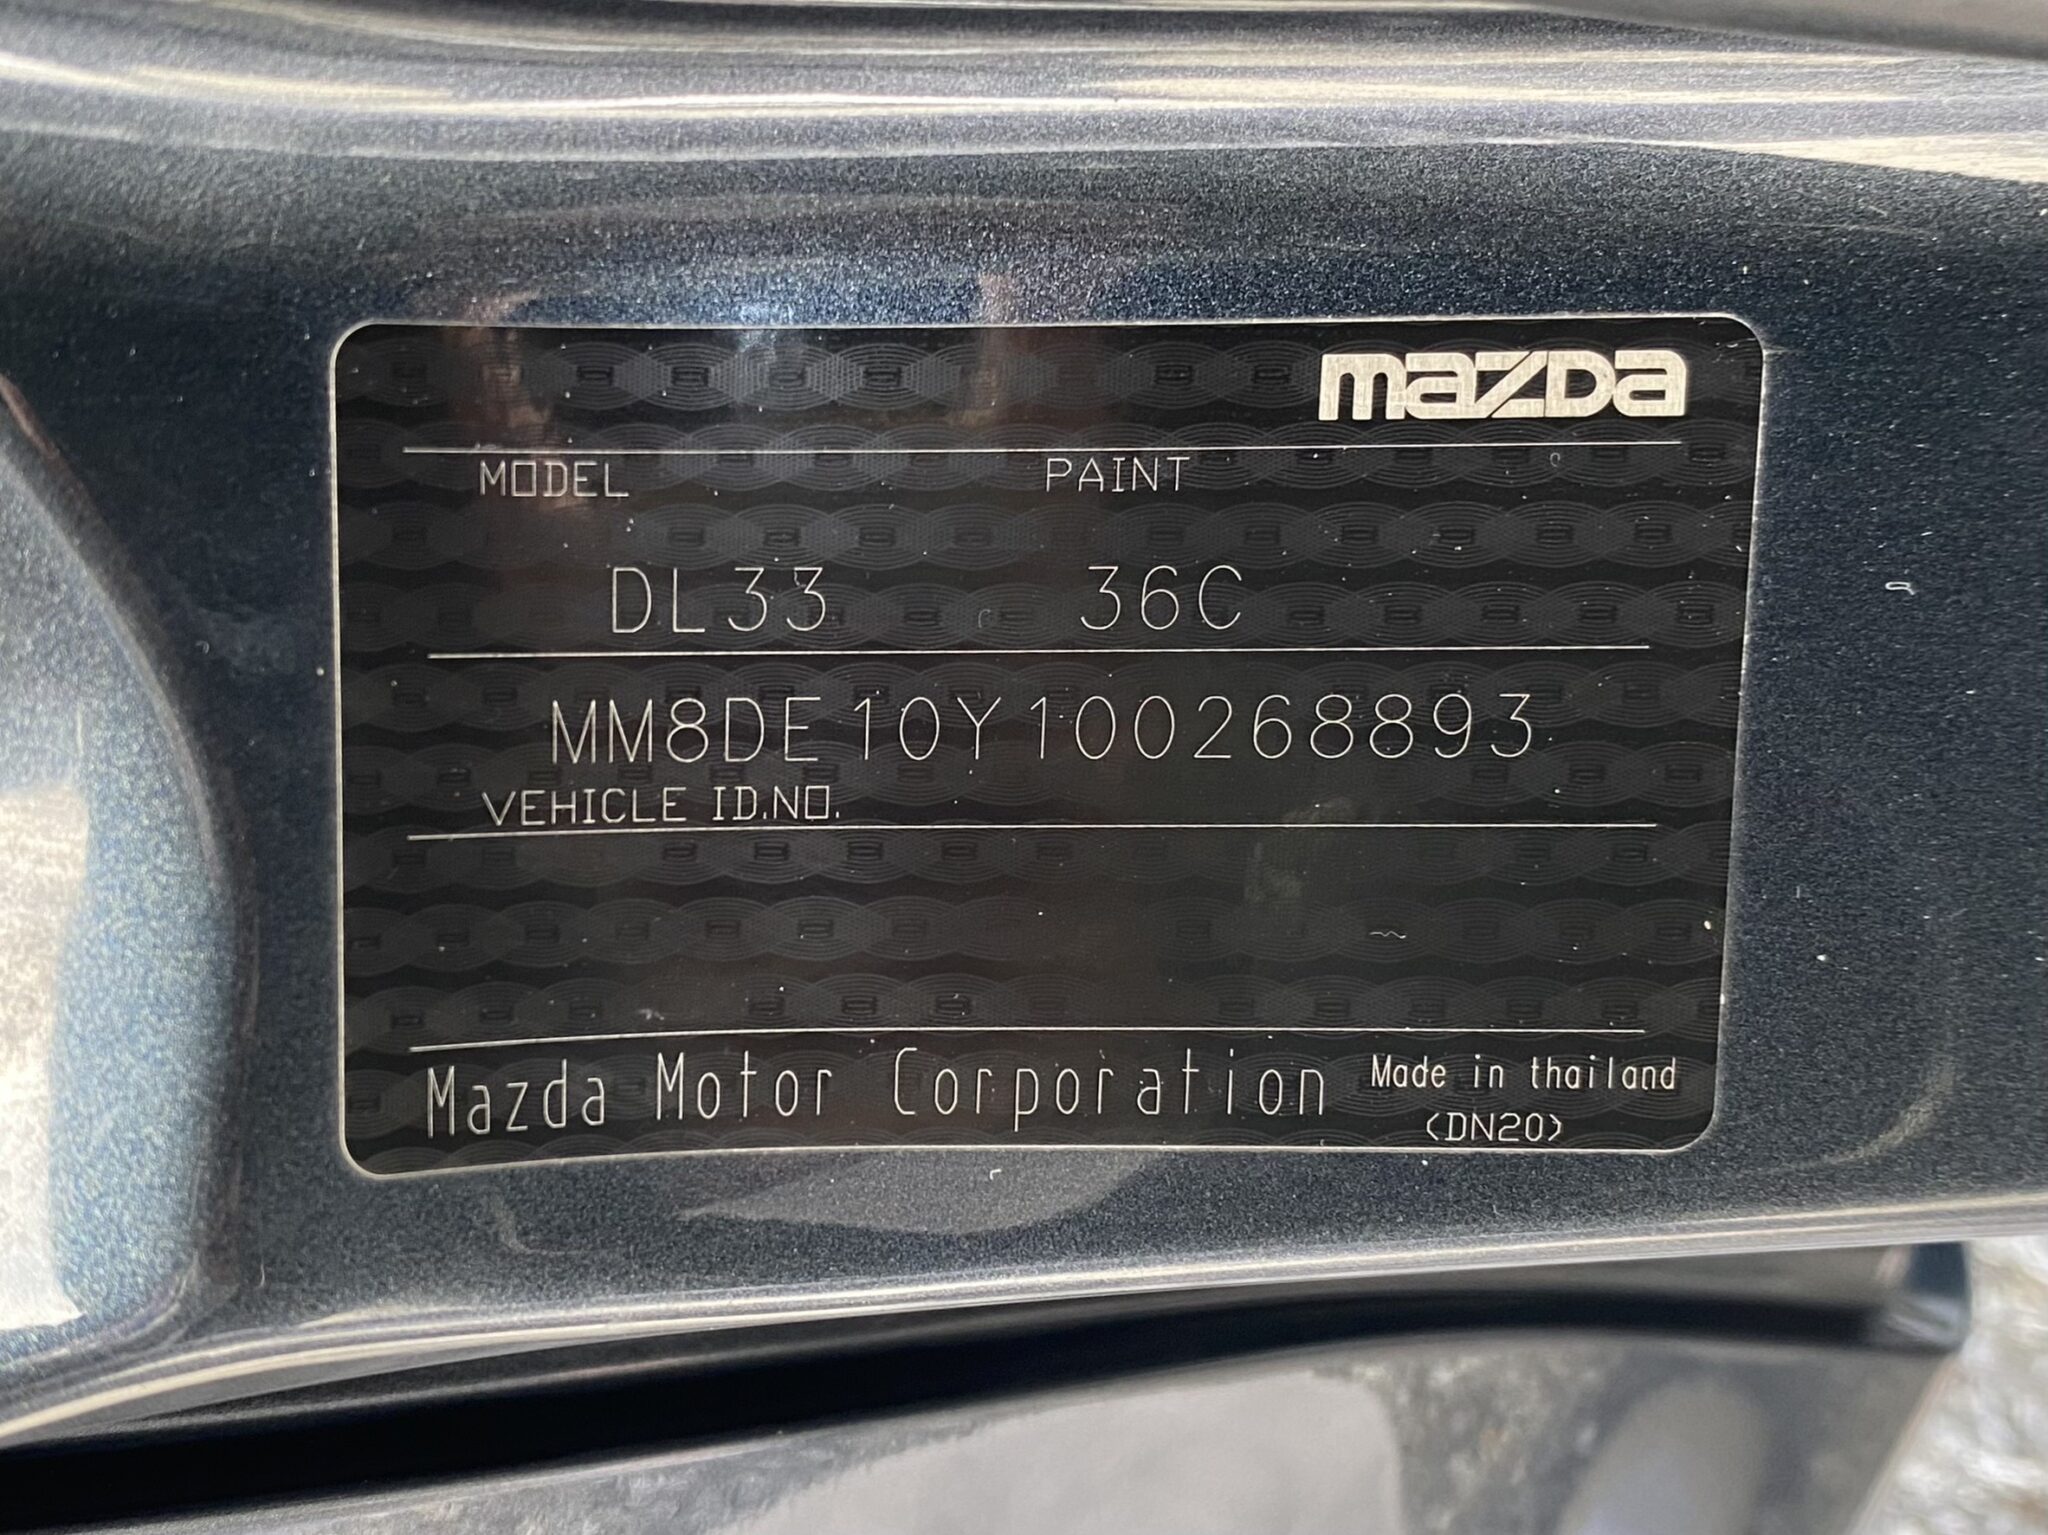 mazda
MODEL PAINT
DL33 36C
MM8DE10Y100268893
VEHICLE ID.NO.
Mazda Motor Corporation Made in thailand
(DN20)